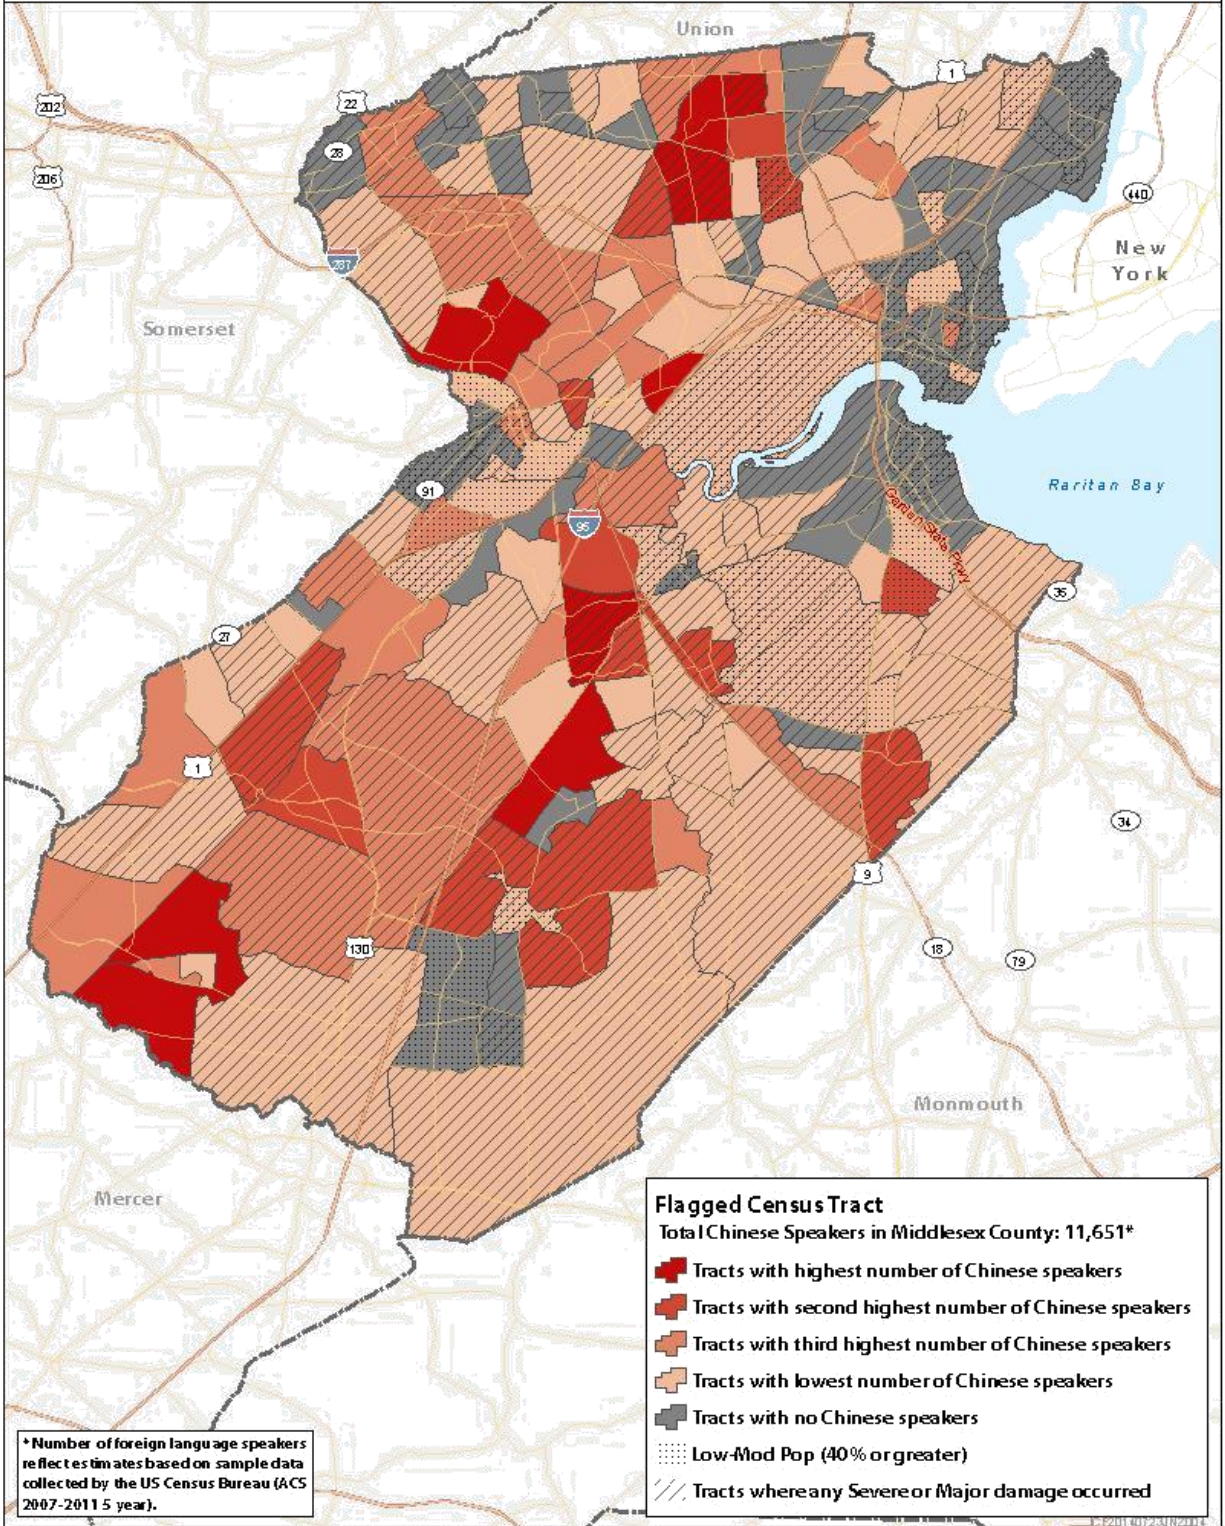 Union
1
22
202
28
206
440
New
York
287
Somerset
Raritan Bay
91
95
Garden State Pkwy
35
27
1
34
9
130
18
79
Monmouth
Mercer
Flagged Census Tract
Total Chinese Speakers in Middlesex County: 11,651*
Tracts with highest number of Chinese speakers
Tracts with second highest number of Chinese speakers
Tracts with third highest number of Chinese speakers
Tracts with lowest number of Chinese speakers
Tracts with no Chinese speakers
Low-Mod Pop (40% or greater)
Tracts where any Severe or Major damage occurred
*Number of foreign language speakers
reflect estimates based on sample data
collected by the US Census Bureau (ACS
2007-2011 5 year).